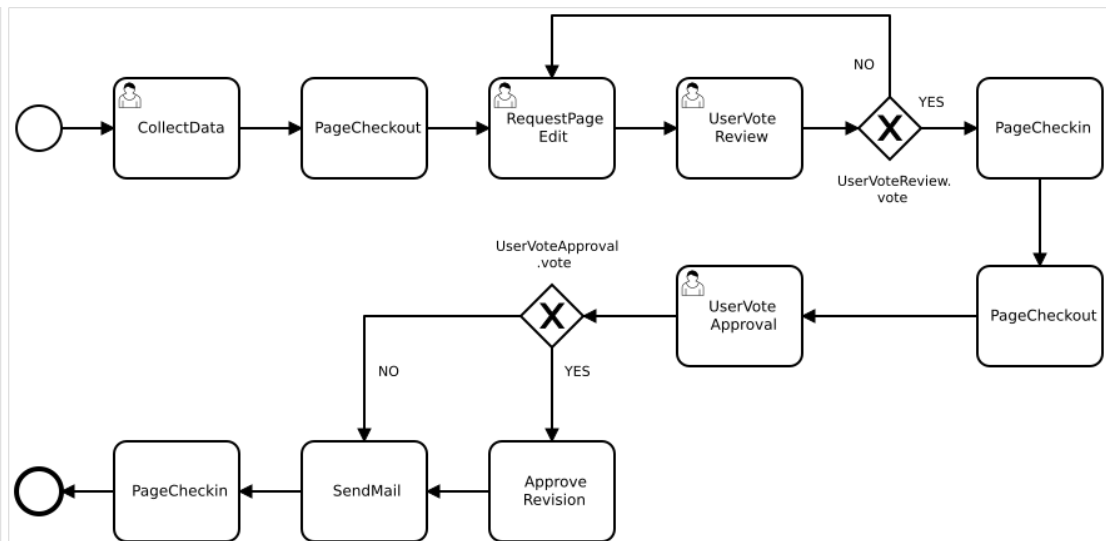 NO
YES
CollectData
PageCheckout
RequestPage
Edit
UserVote
Review
PageCheckin
UserVoteReview.
vote
UserVoteApproval
.vote
UserVote
Approval
PageCheckout
NO
YES
PageCheckin
SendMail
Approve
Revision